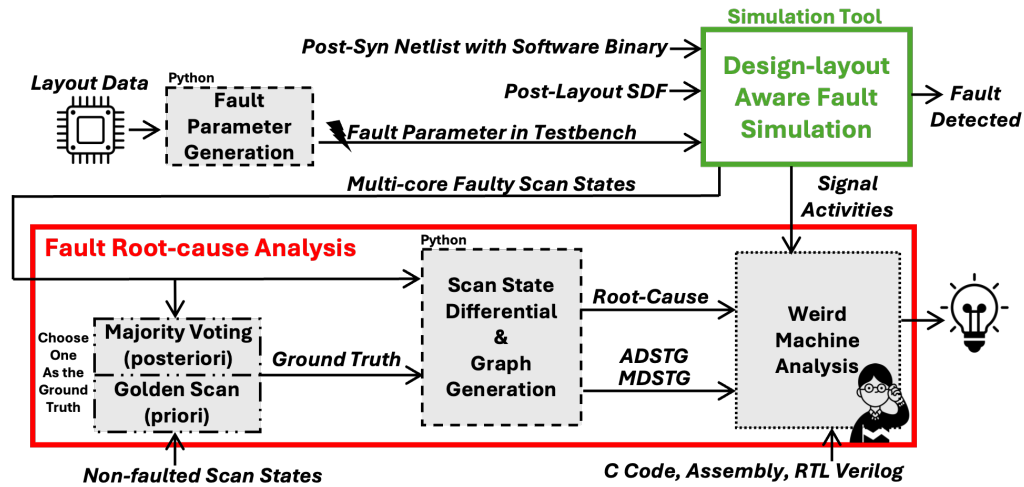 Simulation Tool
Post-Syn Netlist with Software Binary
Layout Data
Python
Fault
Parameter
Generation
Post-Layout SDF
Fault Parameter in Testbench
Design-layout
Aware Fault
Simulation
Fault
Detected
Multi-core Faulty Scan States
Signal
Activities
Fault Root-cause Analysis
Python
Scan State
Differential
&
Graph
Generation
Choose
One
As the
Ground
Truth
Majority Voting
(posteriori)
Golden Scan
(priori)
Ground Truth
Root-Cause
ADSTG
MDSTG
Weird
Machine
Analysis
Non-faulted Scan States
C Code, Assembly, RTL Verilog